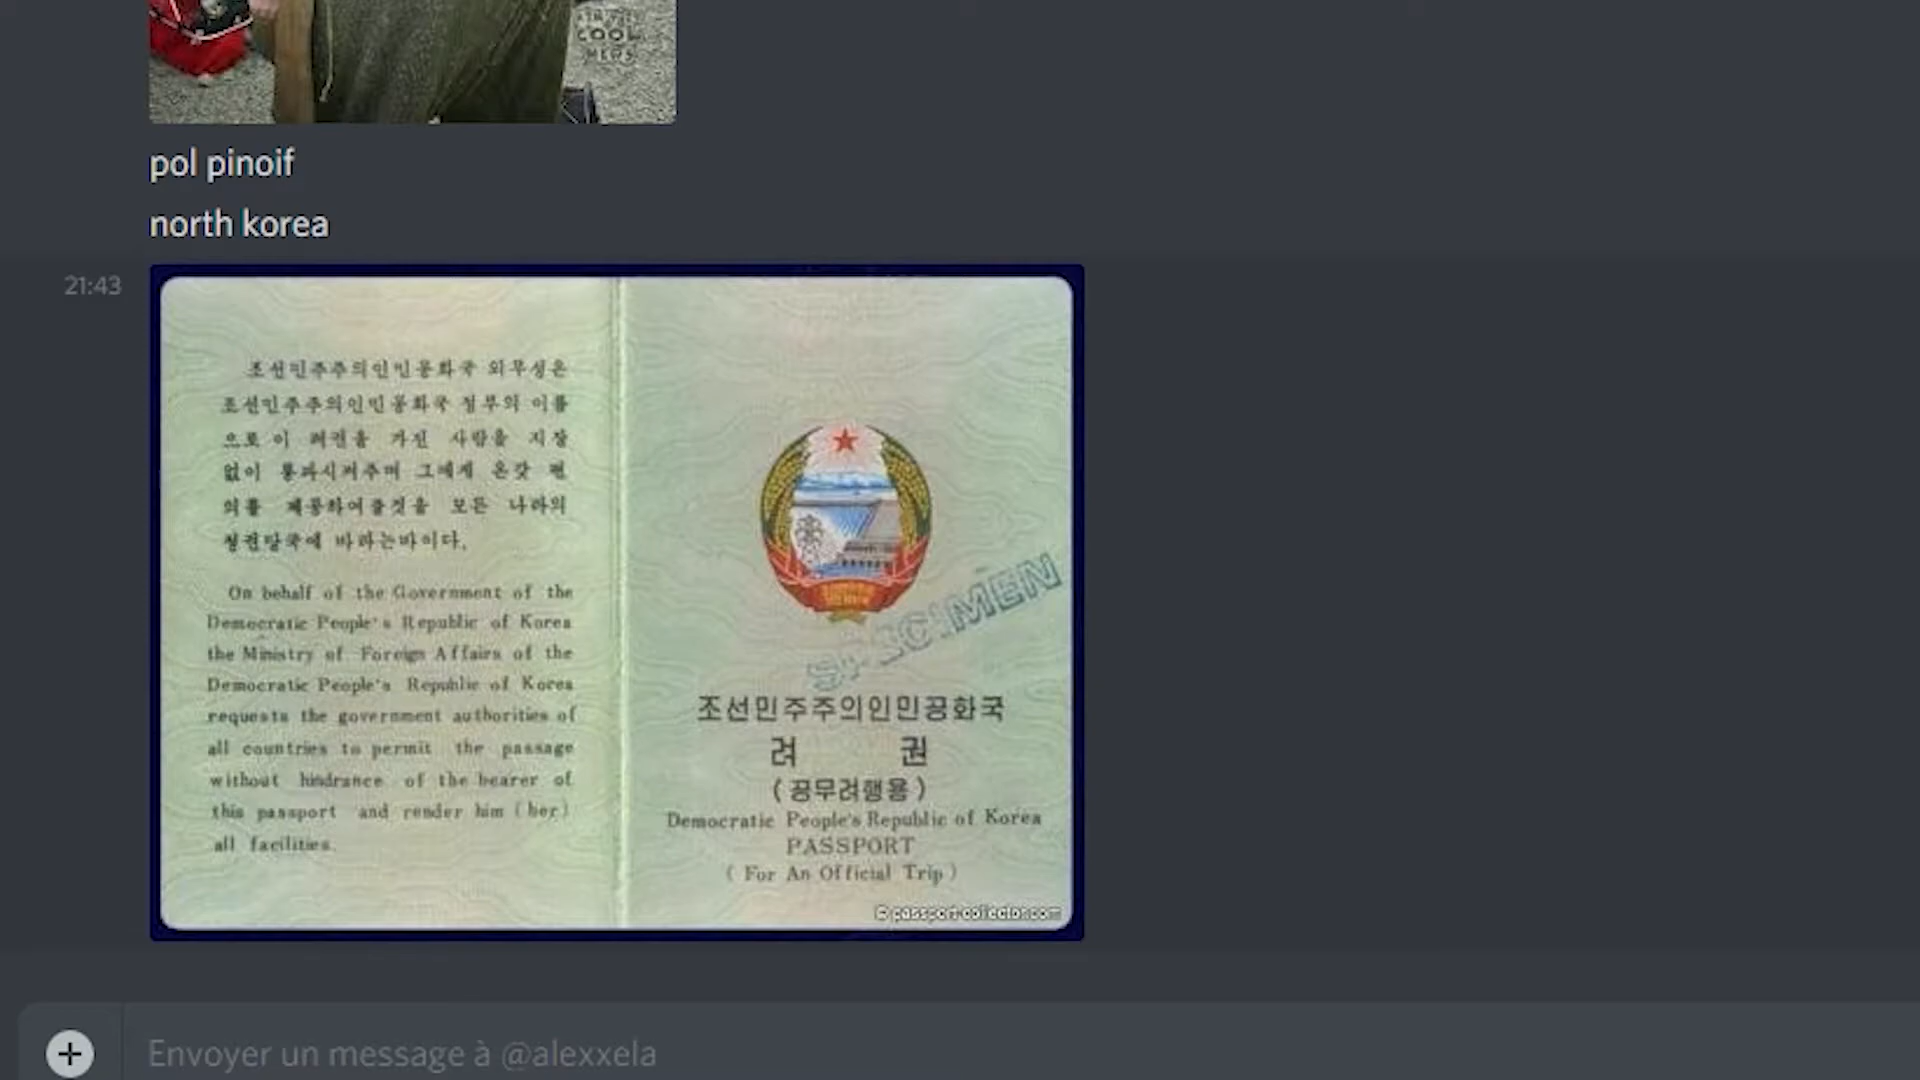 COOL
pol pinoif
north korea
21:43
조선민주주의인민공화국 외무성은
조선민주주의인민공화국 정부의 이름
으로 이 려권을 가진 사람을 지장
없이 통과시켜주며 그에게 온갖 편
의를 제공하여줄것을 모든 나라의
정권당국에 바라는바이다.
On behalf of the Government of the
Democratic People's Republic of Korea
the Ministry of Foreign Affairs of the
Democratic People's Republic of Korea
requests the government authorities of
all countries to permit the passage
without hindrance of the bearer of
this passport and render him (her)
all facilities.
SPECIMEN
조선민주주의인민공화국
려 권
(공무려행용)
Democratic People's Republic of Korea
PASSPORT
( For An Official Trip )
© passport-collector.com
Envoyer un message à @alexxela